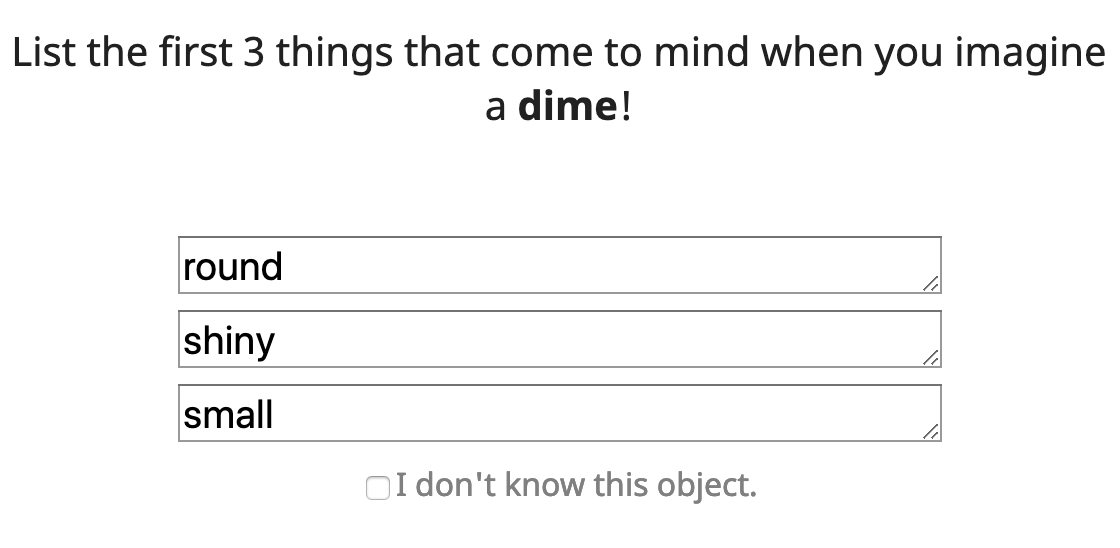 List the first 3 things that come to mind when you imagine
a dime!
round
shiny
small
I don't know this object.